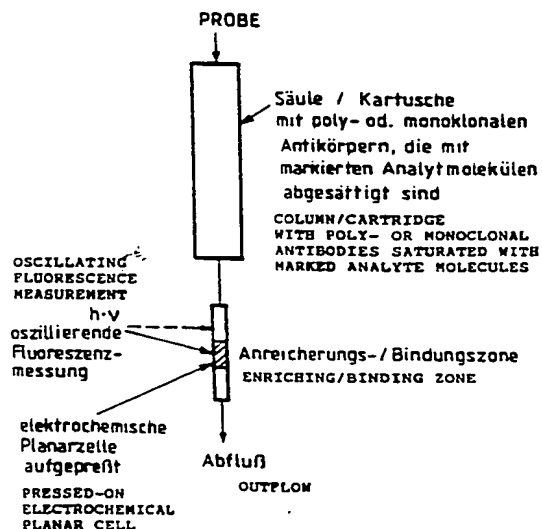 PROBE
Säule / Kartusche
mit poly- od. monoklonalen
Antikörpern, die mit
markierten Analytmolekülen
abgesättigt sind
COLUMN/CARTRIDGE
WITH POLY- OR MONOCLONAL
ANTIBODIES SATURATED WITH
MARKED ANALYTE MOLECULES
OSCILLATING
FLUORESCENCE
MEASUREMENT
h·ν
oszillierende
Fluoreszenz-
messung
Anreicherungs-/Bindungszone
ENRICHING/BINDING ZONE
elektrochemische
Planarzelle
aufgepreßt
PRESSED-ON
ELECTROCHEMICAL
PLANAR CELL
Abfluß
OUTFLOW